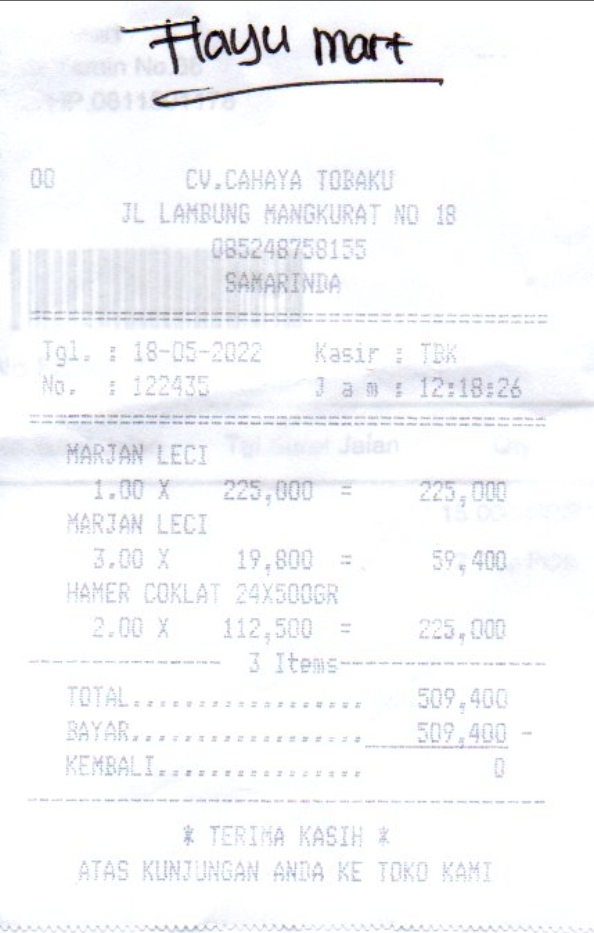 Hayu mart
00 CV.CAHAYA TOBAKU
JL LAMBUNG MANGKURAT NO 18
085248758155
SAMARINDA
==========================================
Tgl. : 18-05-2022 Kasir : TBK
No. : 122435 J a m : 12:18:26
==========================================
MARJAN LECI
1.00 X 225,000 = 225,000
MARJAN LECI
3.00 X 19,800 = 59,400
HAMER COKLAT 24X500GR
2.00 X 112,500 = 225,000
--------------- 3 Items----------------
TOTAL.................. 509,400
BAYAR.................. 509,400 -
KEMBALI................ 0
------------------------------------------
* TERIMA KASIH *
ATAS KUNJUNGAN ANDA KE TOKO KAMI